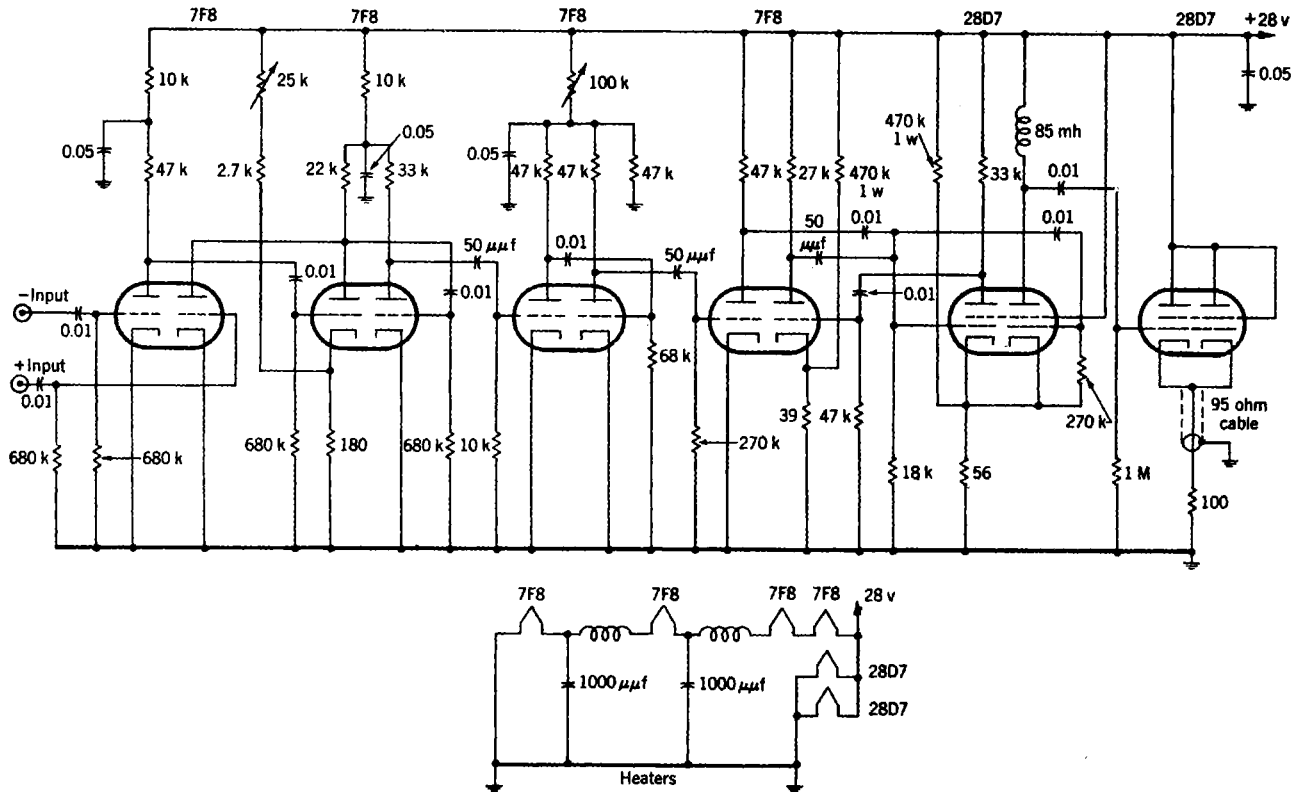 7F8 7F8 7F8 7F8 28D7 28D7
+28 v
10 k 25 k 10 k 100 k 0.05
470 k 1 w 85 mh
0.05 0.05 0.05
47 k 2.7 k 22 k 33 k 47 k 47 k 47 k 47 k 27 k 470 k 1 w 33 k 0.01
50 μμf 0.01 50 μμf 50 μμf 0.01 0.01
0.01 0.01 0.01
−Input
0.01
+Input
0.01
68 k
680 k 680 k 680 k 180 680 k 10 k 270 k 39 47 k 18 k 56 270 k 1 M
95 ohm
cable
100
7F8 7F8 7F8 7F8 28 v
1000 μμf 1000 μμf
28D7
28D7
Heaters